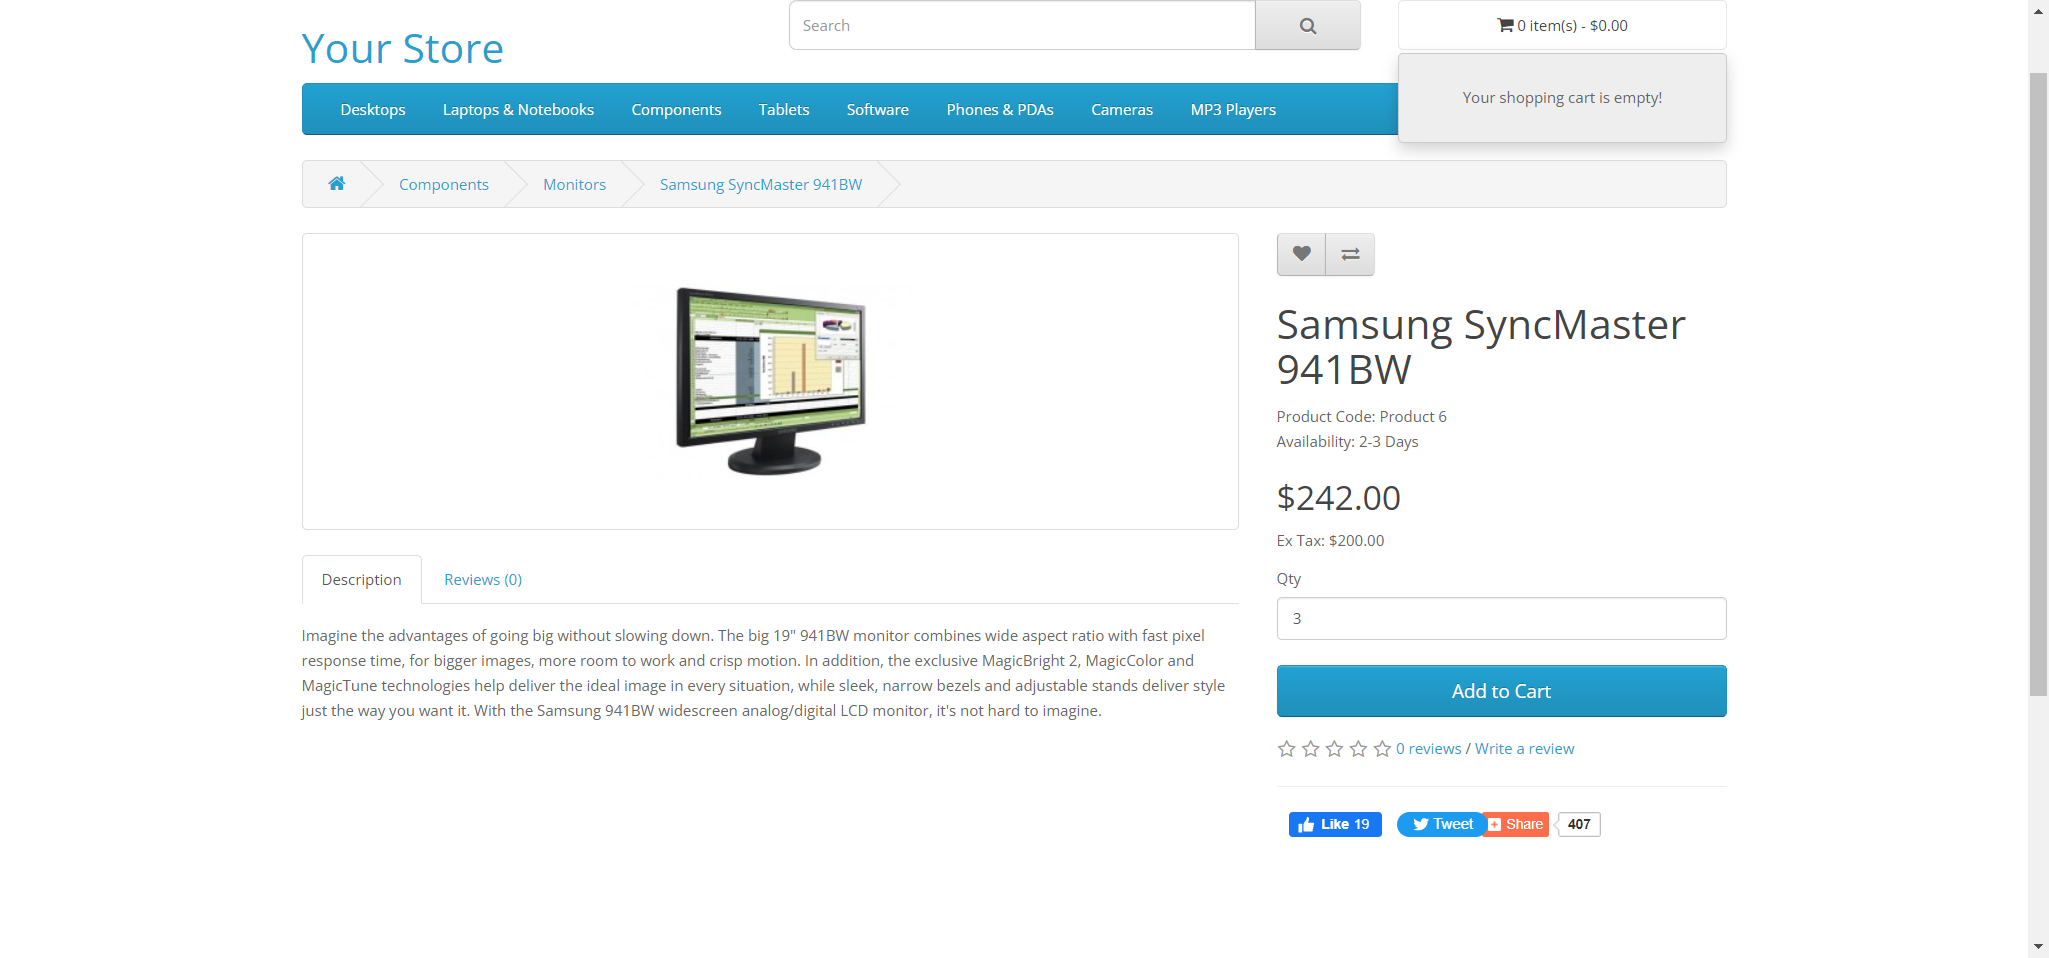 Your Store
Search
0 item(s) - $0.00
Your shopping cart is empty!
Desktops
Laptops & Notebooks
Components
Tablets
Software
Phones & PDAs
Cameras
MP3 Players
Components
Monitors
Samsung SyncMaster 941BW
Samsung SyncMaster
941BW
Product Code: Product 6
Availability: 2-3 Days
$242.00
Ex Tax: $200.00
Qty
3
Add to Cart
0 reviews / Write a review
Like 19
Tweet
Share
407
Description
Reviews (0)
Imagine the advantages of going big without slowing down. The big 19" 941BW monitor combines wide aspect ratio with fast pixel
response time, for bigger images, more room to work and crisp motion. In addition, the exclusive MagicBright 2, MagicColor and
MagicTune technologies help deliver the ideal image in every situation, while sleek, narrow bezels and adjustable stands deliver style
just the way you want it. With the Samsung 941BW widescreen analog/digital LCD monitor, it's not hard to imagine.